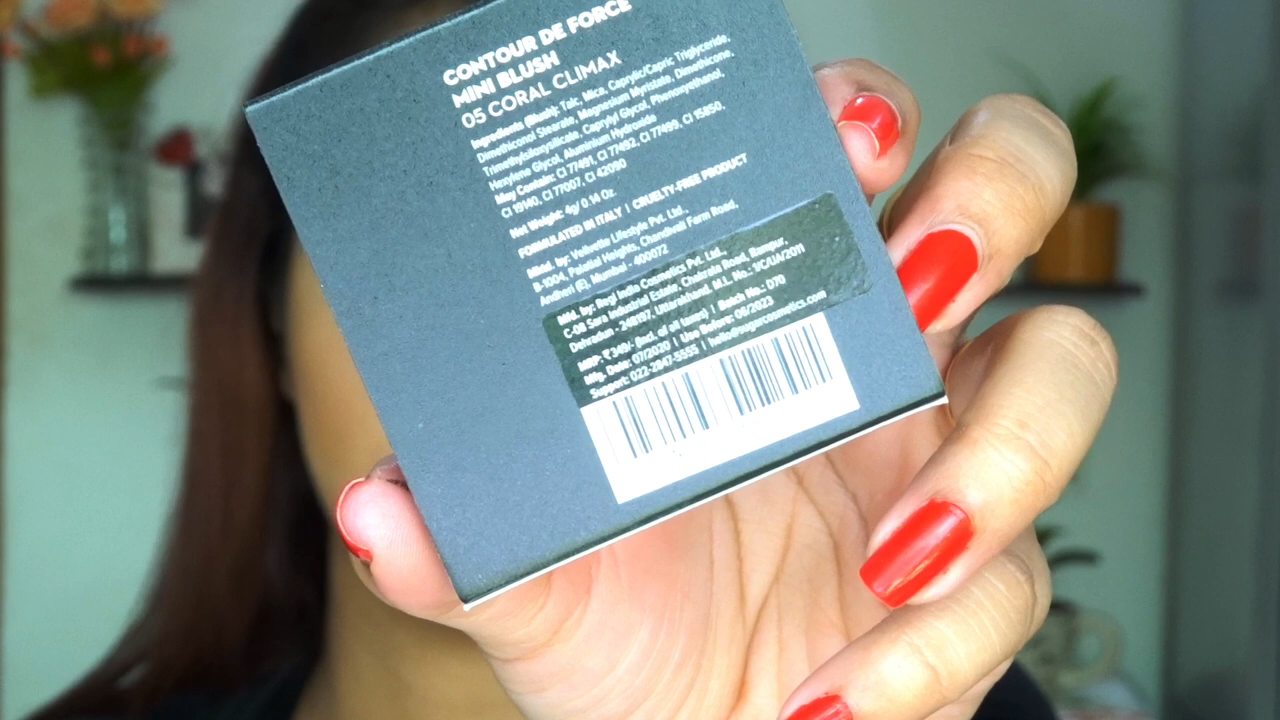 CONTOUR DE FORCE
MINI BLUSH
05 CORAL CLIMAX
Ingredients (Blush): Talc, Mica, Caprylic/Capric Triglyceride,
Dimethiconol Stearate, Magnesium Myristate, Dimethicone,
Trimethylsiloxysilicate, Caprylyl Glycol, Phenoxyethanol,
Hexylene Glycol, Aluminium Hydroxide
May Contain: CI 77491, CI 77492, CI 77499, CI 15850,
CI 19140, CI 77007, CI 42090
Net Weight: 4g/ 0.14 Oz.
FORMULATED IN ITALY | CRUELTY-FREE PRODUCT
Mktd. by: Vellvette Lifestyle Pvt. Ltd.,
B-1004, Palatial Heights, Chandivali Farm Road,
Andheri (E), Mumbai - 400072
Mfd. by: Regi India Cosmetics Pvt. Ltd.,
C-08 Sara Industrial Estate, Chakrata Road, Rampur,
Dehradun - 248197, Uttarakhand, M.L. No.: 1/C/UA/2011
MRP: ₹349/- (Incl. of all taxes) | Batch No.: D70
Mfg. Date: 07/2020 | Use Before: 06/2023
Support: 022-2847-5555 | hello@sugarcosmetics.com